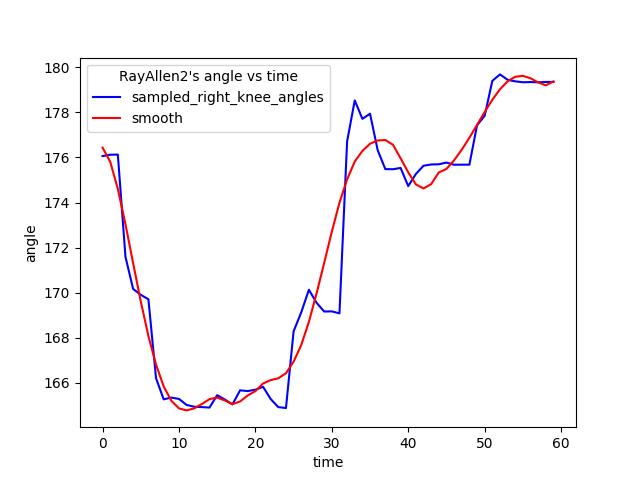 RayAllen2's angle vs time
sampled_right_knee_angles
smooth
180
178
176
174
172
170
168
166
angle
0 10 20 30 40 50 60
time